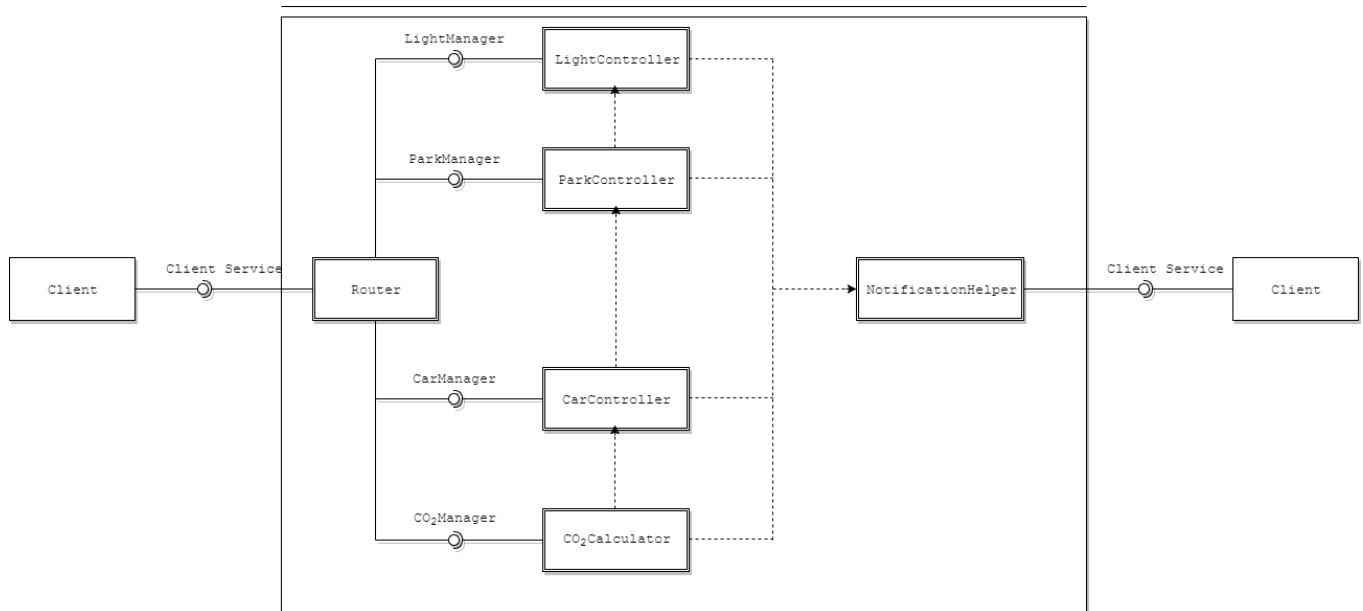 LightManager
LightController
ParkManager
ParkController
Client
Client Service
Router
NotificationHelper
Client Service
Client
CarManager
CarController
CO₂Manager
CO₂Calculator